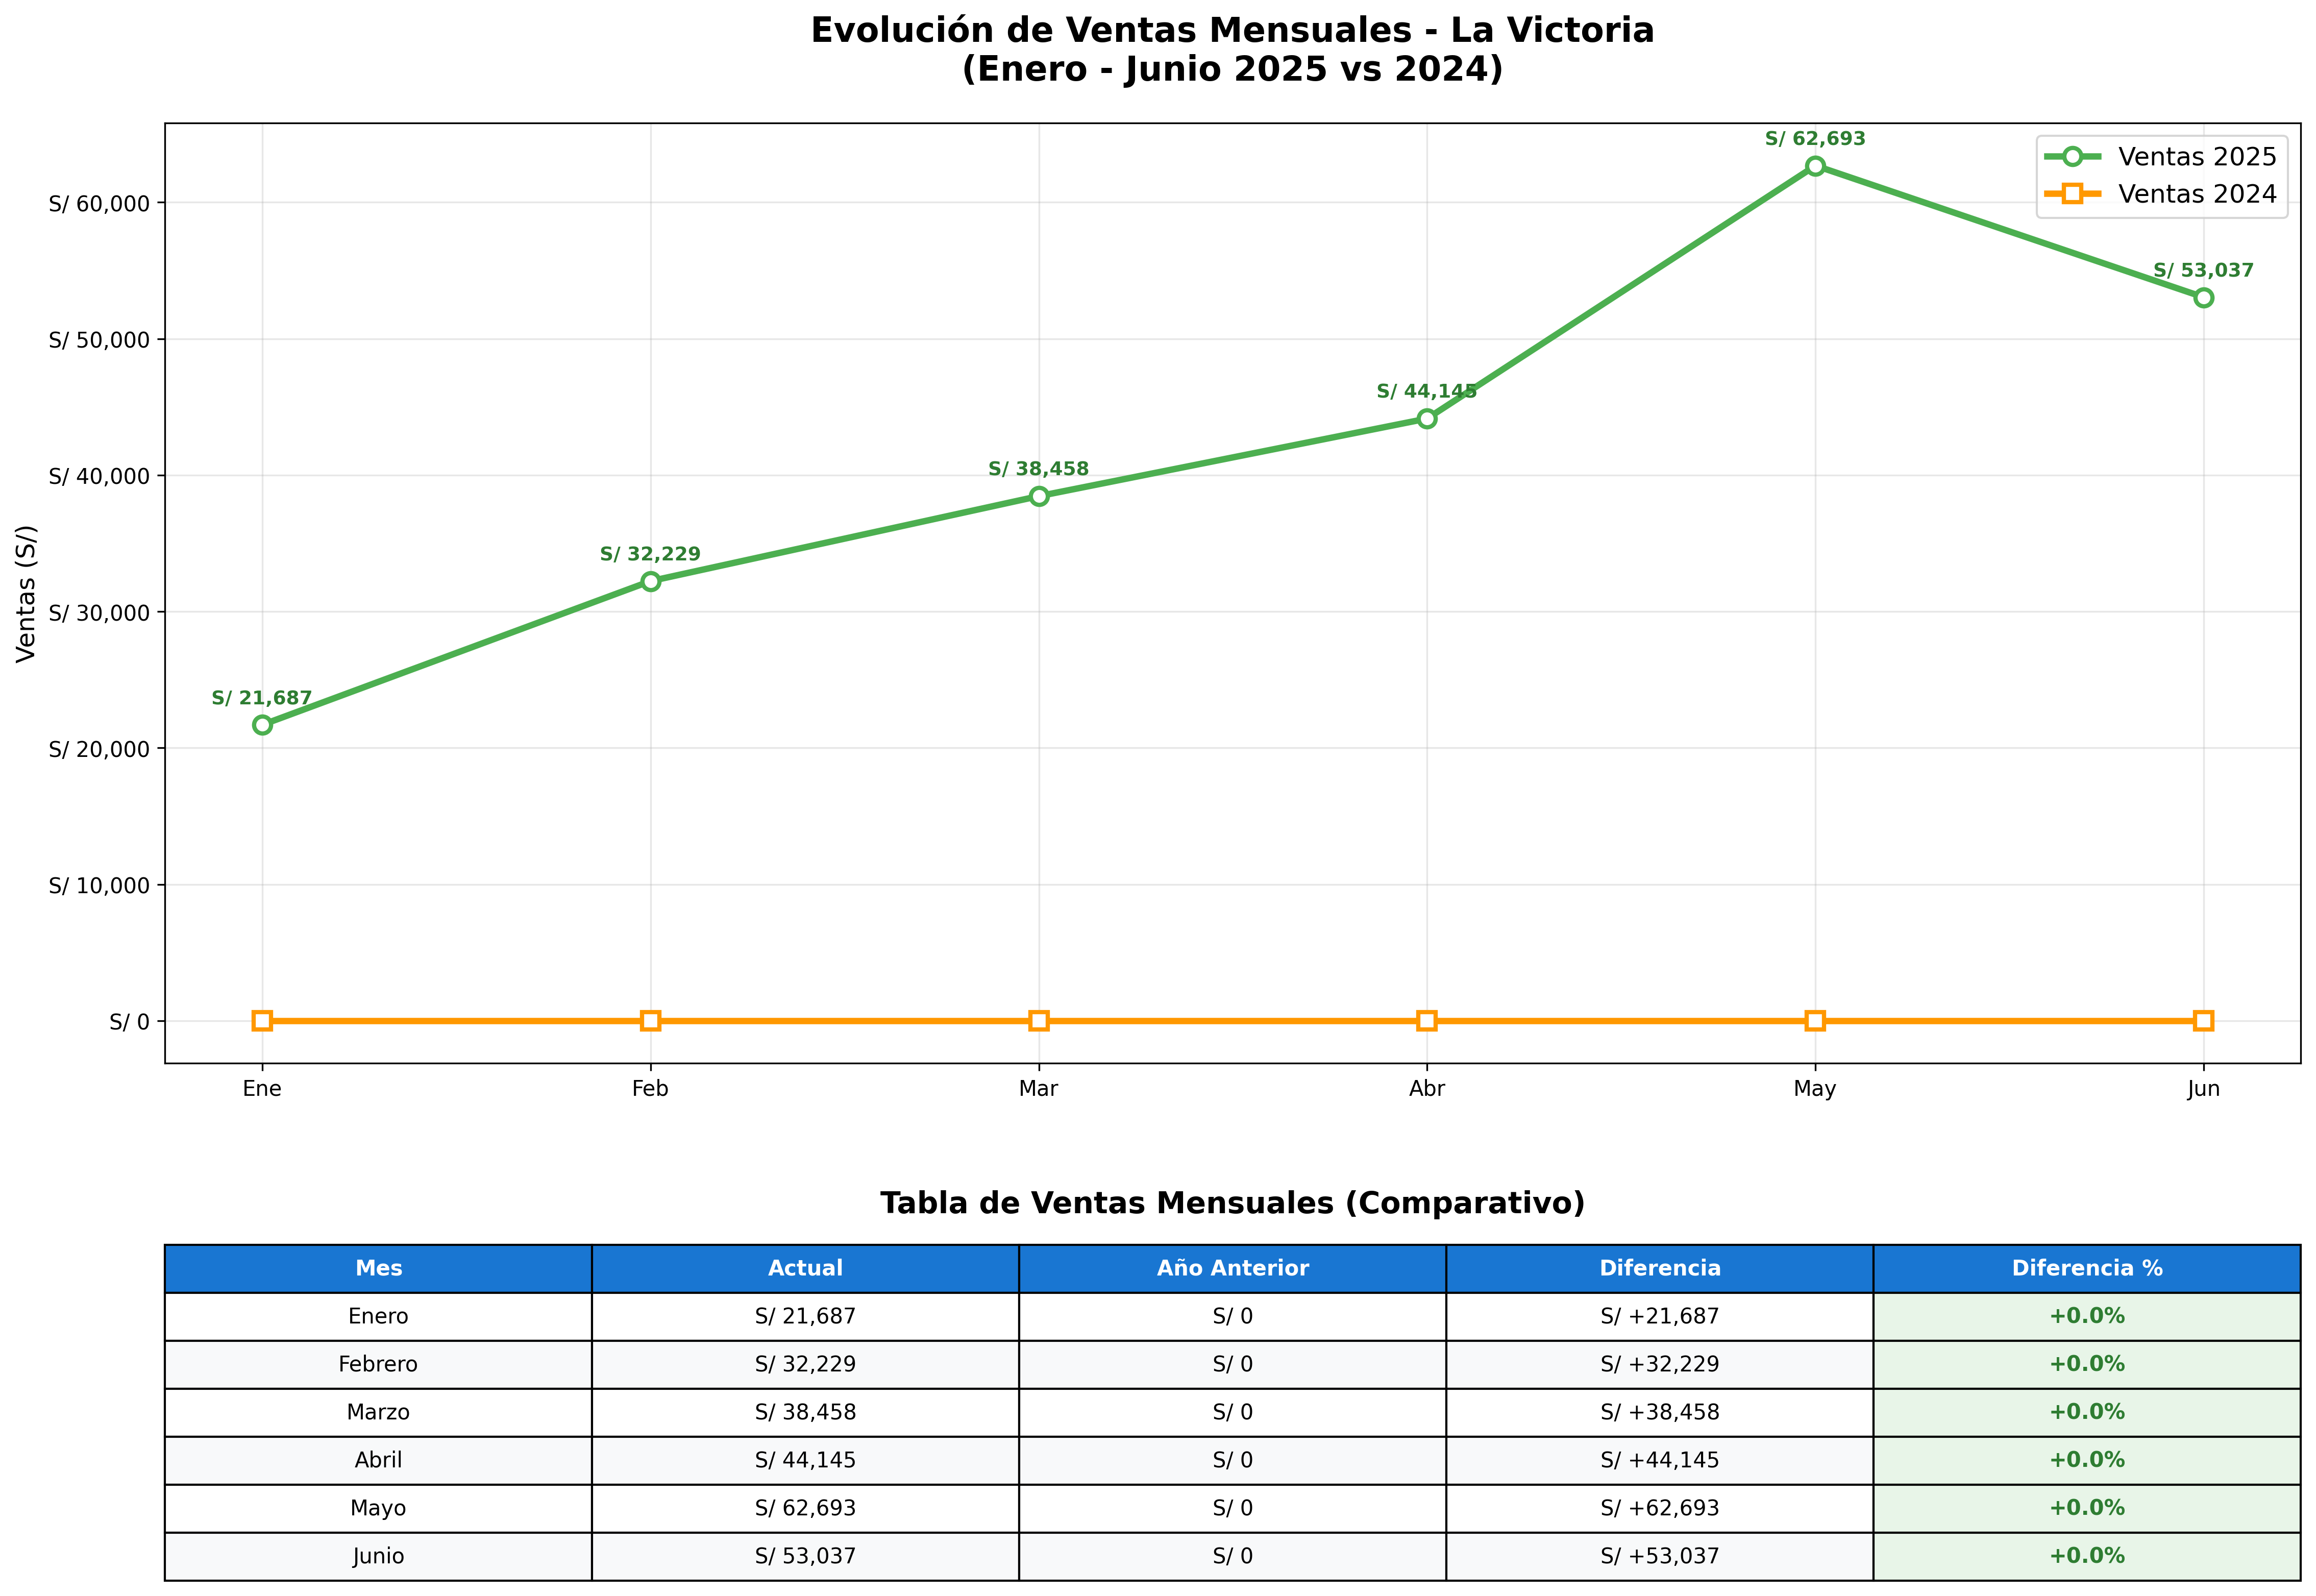 Evolución de Ventas Mensuales - La Victoria
(Enero - Junio 2025 vs 2024)
Ventas (S/)
S/ 60,000
S/ 50,000
S/ 40,000
S/ 30,000
S/ 20,000
S/ 10,000
S/ 0
S/ 21,687
S/ 32,229
S/ 38,458
S/ 44,145
S/ 62,693
S/ 53,037
Ventas 2025
Ventas 2024
Ene Feb Mar Abr May Jun
Tabla de Ventas Mensuales (Comparativo)
Mes Actual Año Anterior Diferencia Diferencia %
Enero S/ 21,687 S/ 0 S/ +21,687 +0.0%
Febrero S/ 32,229 S/ 0 S/ +32,229 +0.0%
Marzo S/ 38,458 S/ 0 S/ +38,458 +0.0%
Abril S/ 44,145 S/ 0 S/ +44,145 +0.0%
Mayo S/ 62,693 S/ 0 S/ +62,693 +0.0%
Junio S/ 53,037 S/ 0 S/ +53,037 +0.0%